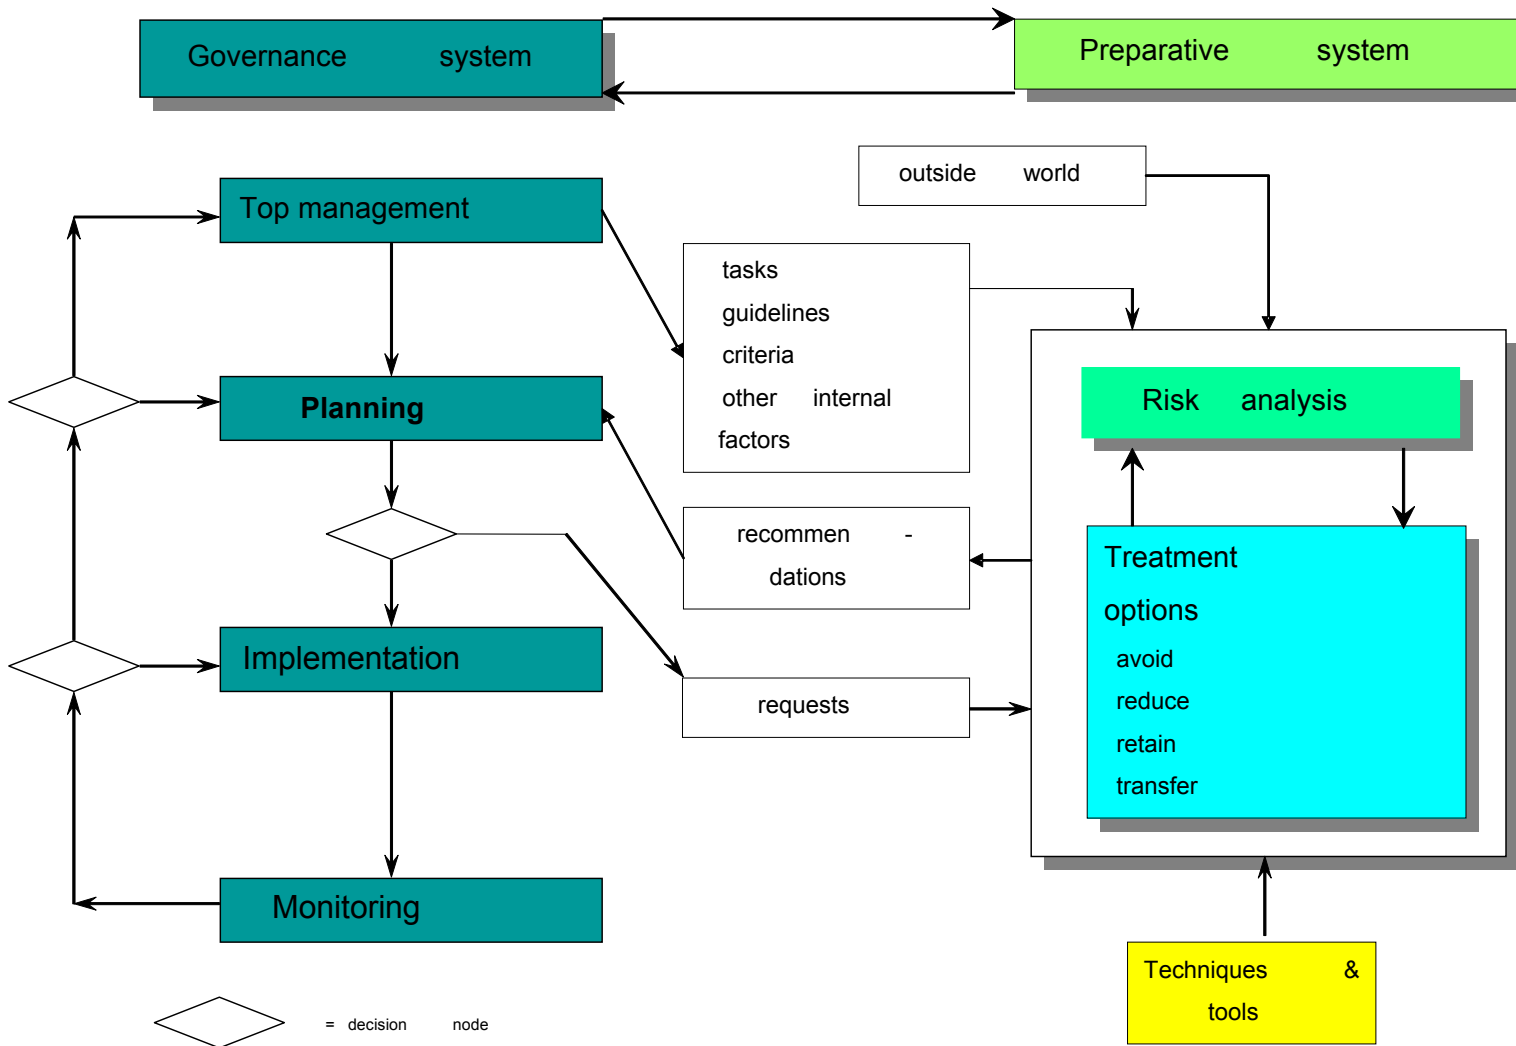 Governance system
Preparative system
outside world
Top management
tasks
guidelines
criteria
other internal
factors
Planning
Risk analysis
recommen -
dations
Treatment
options
avoid
reduce
retain
transfer
Implementation
requests
Monitoring
Techniques &
tools
= decision node